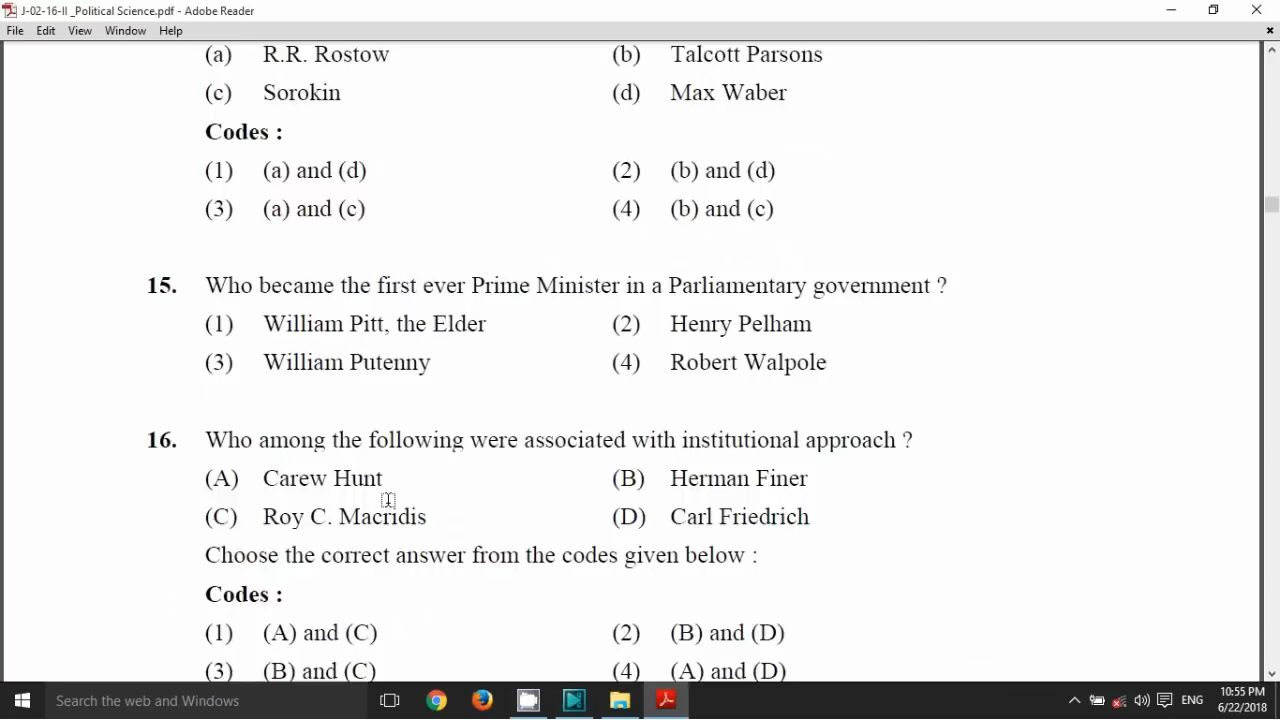 J-02-16-II _Political Science.pdf - Adobe Reader
File Edit View Window Help
(a) R.R. Rostow (b) Talcott Parsons
(c) Sorokin (d) Max Waber
Codes :
(1) (a) and (d) (2) (b) and (d)
(3) (a) and (c) (4) (b) and (c)
15. Who became the first ever Prime Minister in a Parliamentary government ?
(1) William Pitt, the Elder (2) Henry Pelham
(3) William Putenny (4) Robert Walpole
16. Who among the following were associated with institutional approach ?
(A) Carew Hunt (B) Herman Finer
(C) Roy C. Macridis (D) Carl Friedrich
Choose the correct answer from the codes given below :
Codes :
(1) (A) and (C) (2) (B) and (D)
(3) (B) and (C) (4) (A) and (D)
Search the web and Windows
ENG
10:55 PM
6/22/2018